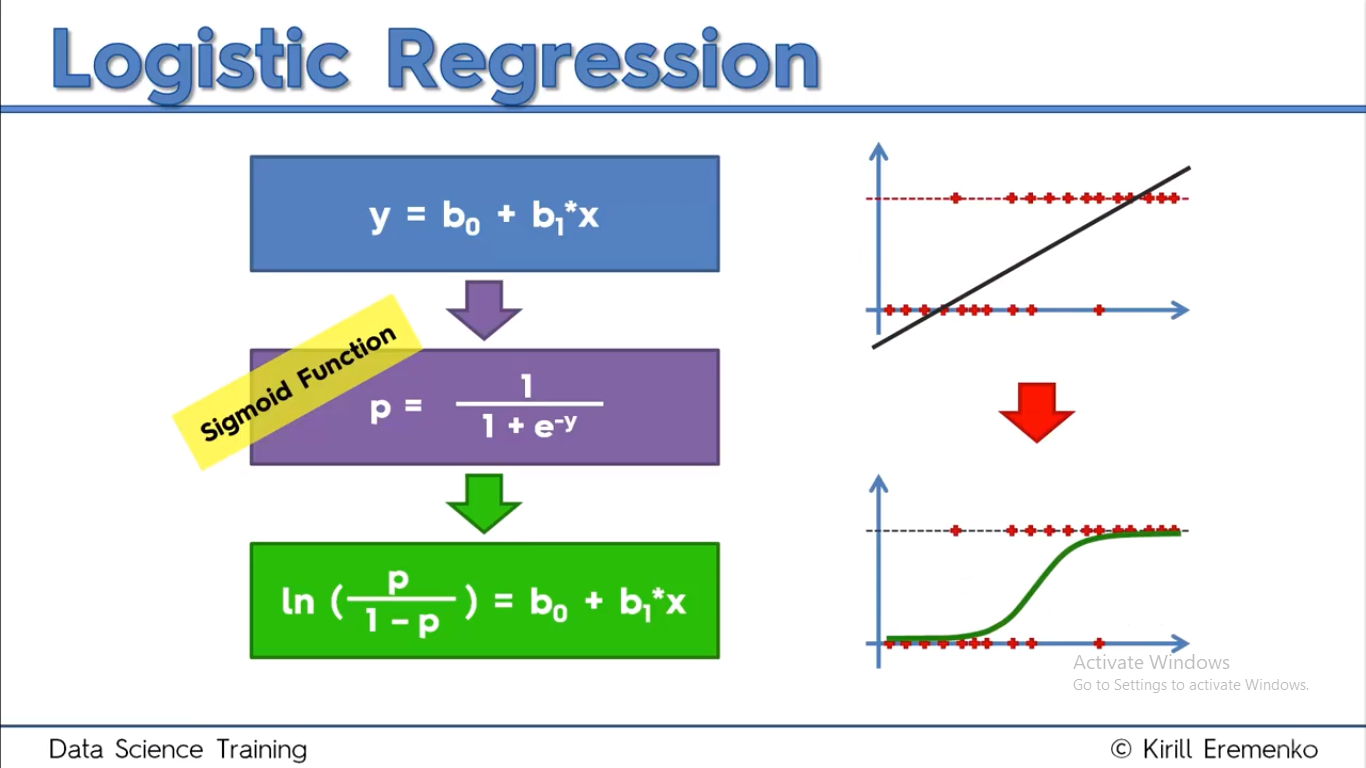 Logistic Regression
y = b₀ + b₁*x
Sigmoid Function
p = 1 / 1 + e⁻ʸ
ln ( p / 1 – p ) = b₀ + b₁*x
Activate Windows
Go to Settings to activate Windows.
Data Science Training
© Kirill Eremenko